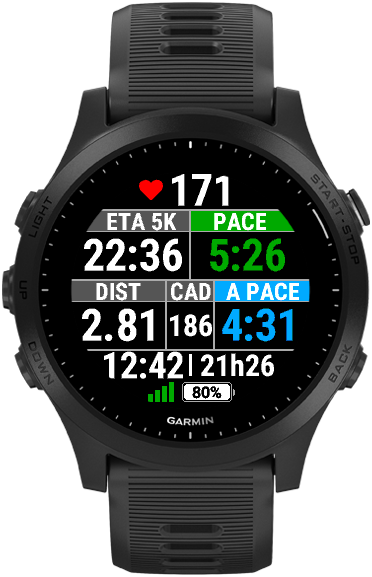 171
ETA 5K PACE
22:36 5:26
DIST CAD A PACE
2.81 186 4:31
12:42 21h26
80%
GARMIN
LIGHT
UP
DOWN
START·STOP
BACK